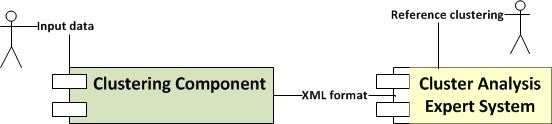 Input data
Reference clustering
Clustering Component
XML format
Cluster Analysis
Expert System